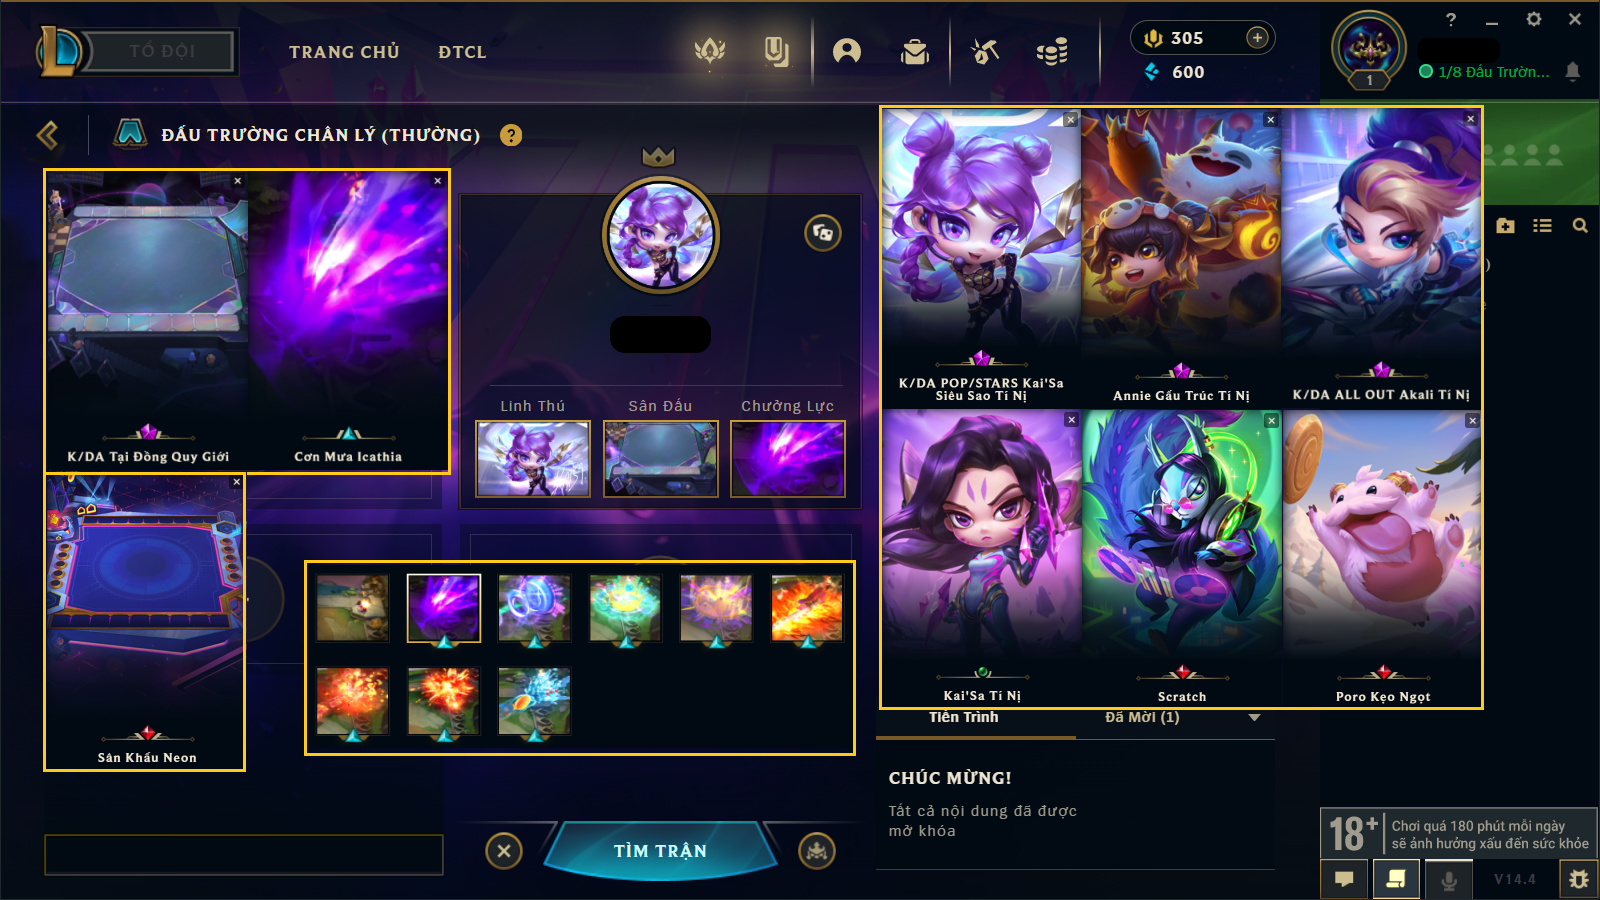 TỔ ĐỘI
TRANG CHỦ
ĐTCL
305
600
?
1
1/8 Đấu Trườn...
ĐẤU TRƯỜNG CHÂN LÝ (THƯỜNG)
?
K/DA Tại Đồng Quy Giới
Cơn Mưa Icathia
Sân Khấu Neon
Linh Thú
Sân Đấu
Chưởng Lực
K/DA POP/STARS Kai'Sa
Siêu Sao Tí Nị
Annie Gấu Trúc Tí Nị
K/DA ALL OUT Akali Tí Nị
Kai'Sa Tí Nị
Scratch
Poro Kẹo Ngọt
Tiến Trình
Đã Mời (1)
CHÚC MỪNG!
Tất cả nội dung đã được
mở khóa
TÌM TRẬN
18+
Chơi quá 180 phút mỗi ngày
sẽ ảnh hưởng xấu đến sức khỏe
V14.4